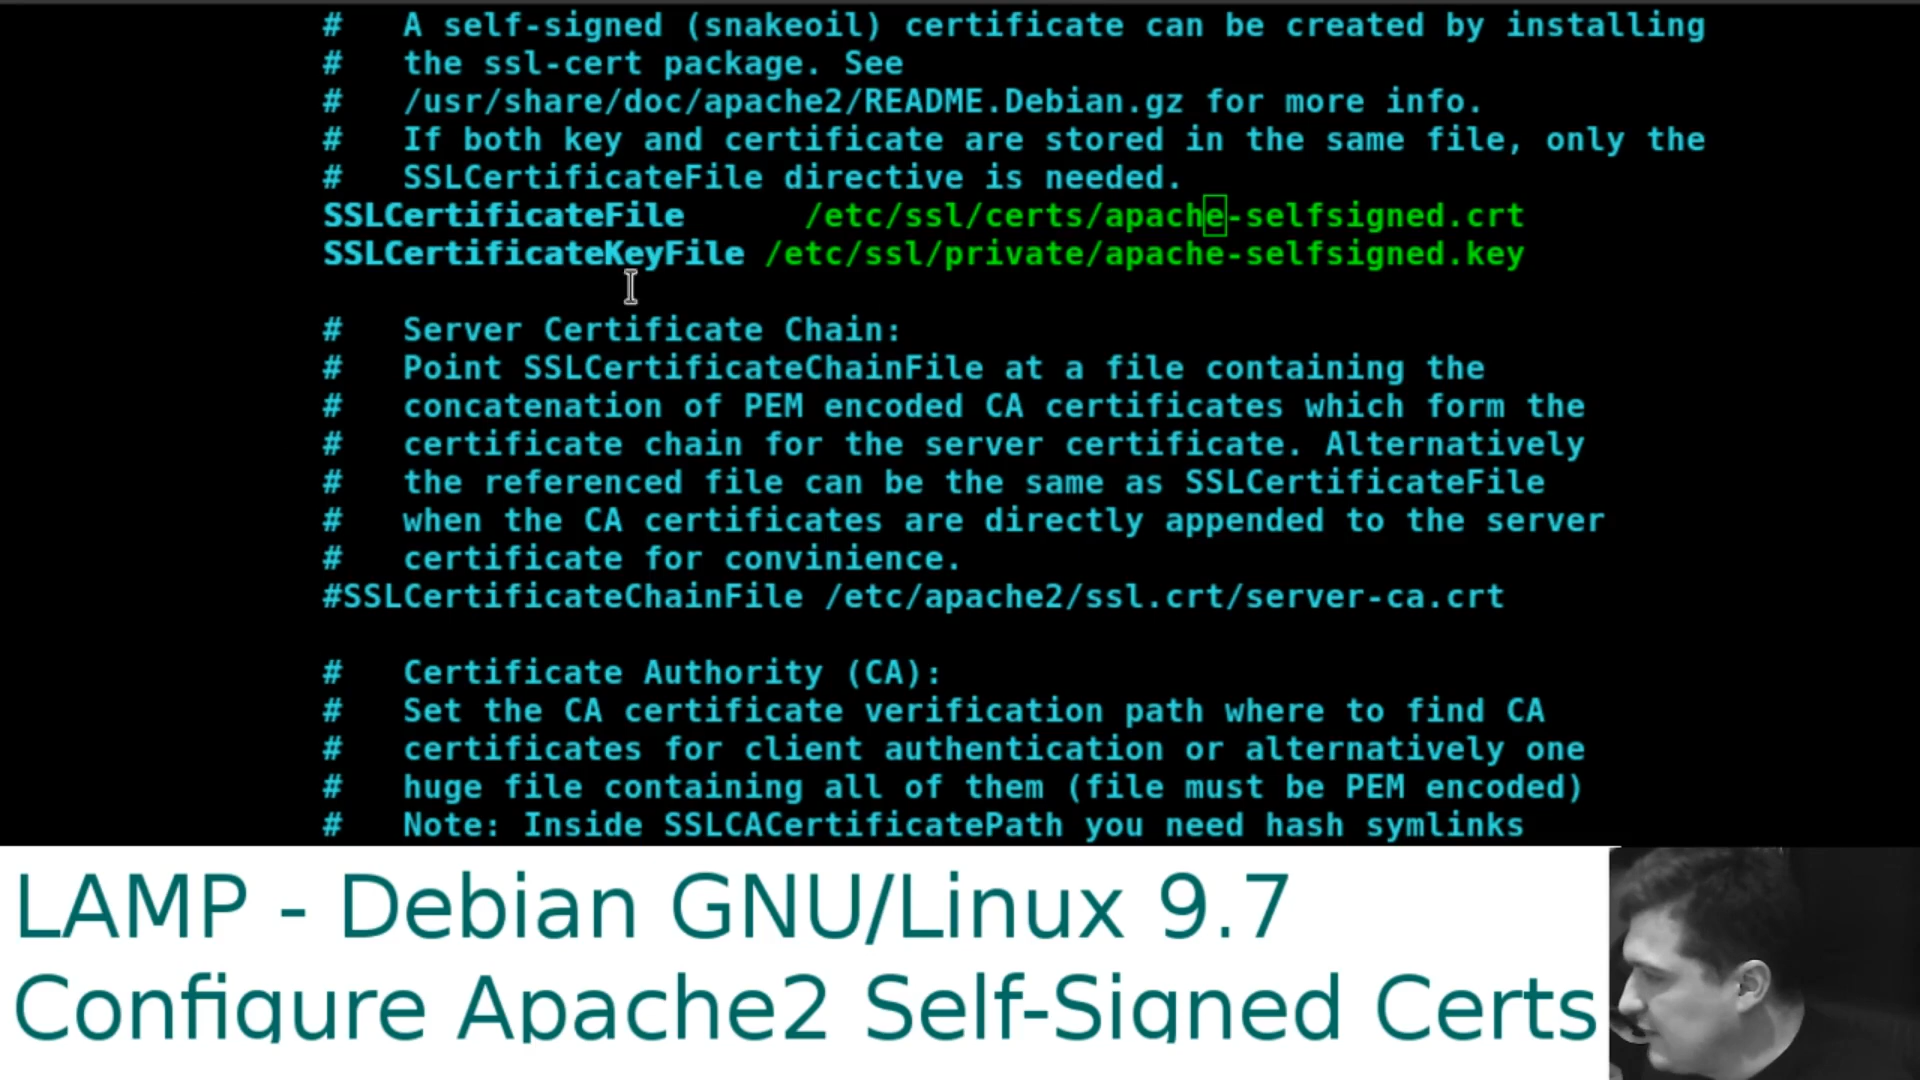 #   A self-signed (snakeoil) certificate can be created by installing
#   the ssl-cert package. See
#   /usr/share/doc/apache2/README.Debian.gz for more info.
#   If both key and certificate are stored in the same file, only the
#   SSLCertificateFile directive is needed.
SSLCertificateFile      /etc/ssl/certs/apache-selfsigned.crt
SSLCertificateKeyFile /etc/ssl/private/apache-selfsigned.key
#   Server Certificate Chain:
#   Point SSLCertificateChainFile at a file containing the
#   concatenation of PEM encoded CA certificates which form the
#   certificate chain for the server certificate. Alternatively
#   the referenced file can be the same as SSLCertificateFile
#   when the CA certificates are directly appended to the server
#   certificate for convinience.
#SSLCertificateChainFile /etc/apache2/ssl.crt/server-ca.crt
#   Certificate Authority (CA):
#   Set the CA certificate verification path where to find CA
#   certificates for client authentication or alternatively one
#   huge file containing all of them (file must be PEM encoded)
#   Note: Inside SSLCACertificatePath you need hash symlinks
LAMP - Debian GNU/Linux 9.7
Configure Apache2 Self-Signed Certs